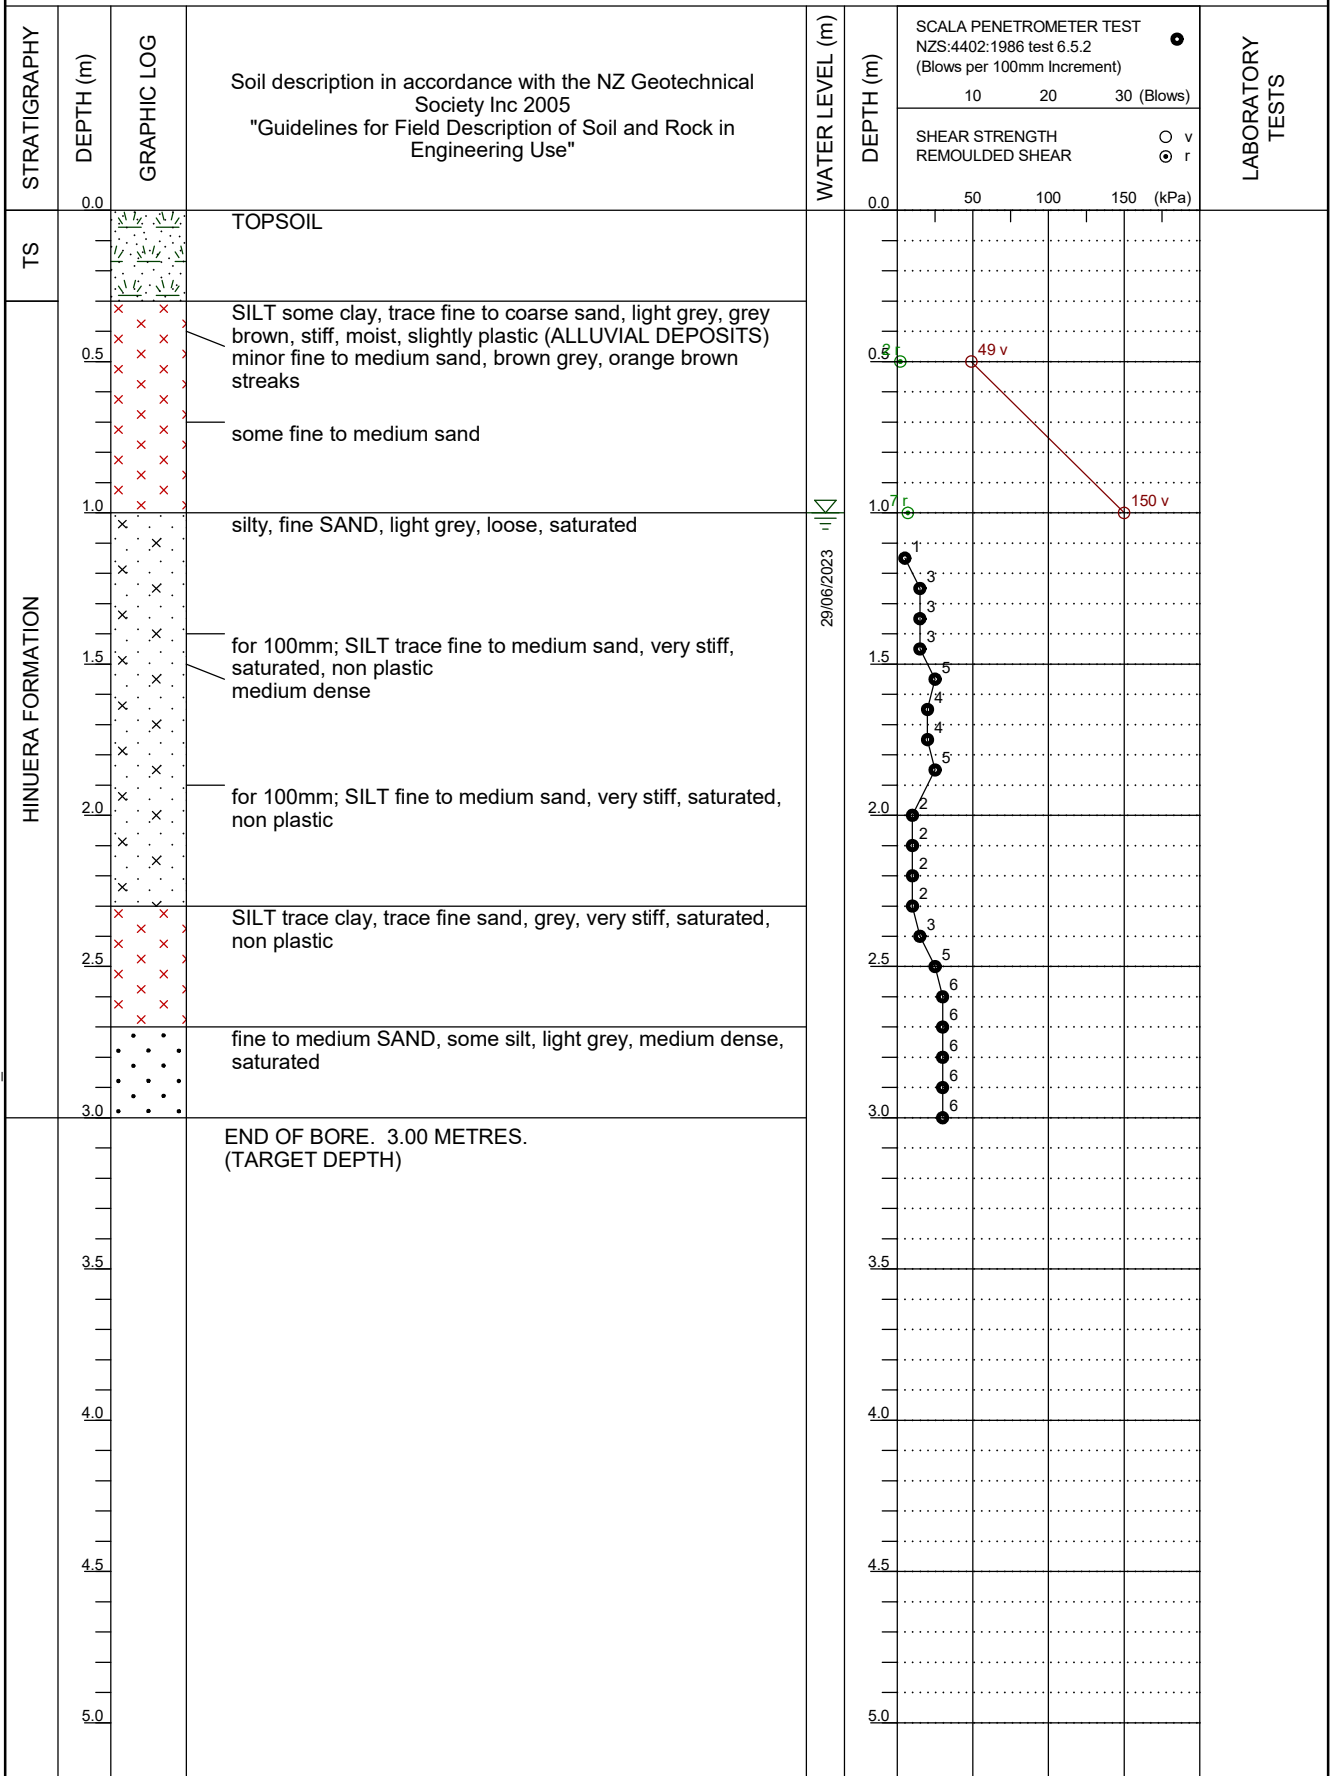 STRATIGRAPHY
DEPTH (m)
GRAPHIC LOG
Soil description in accordance with the NZ Geotechnical
Society Inc 2005
"Guidelines for Field Description of Soil and Rock in
Engineering Use"
WATER LEVEL (m)
DEPTH (m)
SCALA PENETROMETER TEST
NZS:4402:1986 test 6.5.2
(Blows per 100mm Increment)
10 20 30 (Blows)
SHEAR STRENGTH v
REMOULDED SHEAR r
50 100 150 (kPa)
LABORATORY
TESTS
0.0 0.0
TS
TOPSOIL
SILT some clay, trace fine to coarse sand, light grey, grey
brown, stiff, moist, slightly plastic (ALLUVIAL DEPOSITS)
minor fine to medium sand, brown grey, orange brown
streaks
0.5 0.5 2 r 49 v
some fine to medium sand
1.0 1.0 7 r 150 v
silty, fine SAND, light grey, loose, saturated
29/06/2023
1
3
3
3
HINUERA FORMATION
for 100mm; SILT trace fine to medium sand, very stiff,
saturated, non plastic
medium dense
1.5 1.5
5
4
4
5
for 100mm; SILT fine to medium sand, very stiff, saturated,
non plastic
2.0 2.0 2
2
2
2
SILT trace clay, trace fine sand, grey, very stiff, saturated,
non plastic
3
2.5 2.5 5
6
6
fine to medium SAND, some silt, light grey, medium dense,
saturated
6
6
3.0 3.0 6
END OF BORE. 3.00 METRES.
(TARGET DEPTH)
3.5 3.5
4.0 4.0
4.5 4.5
5.0 5.0